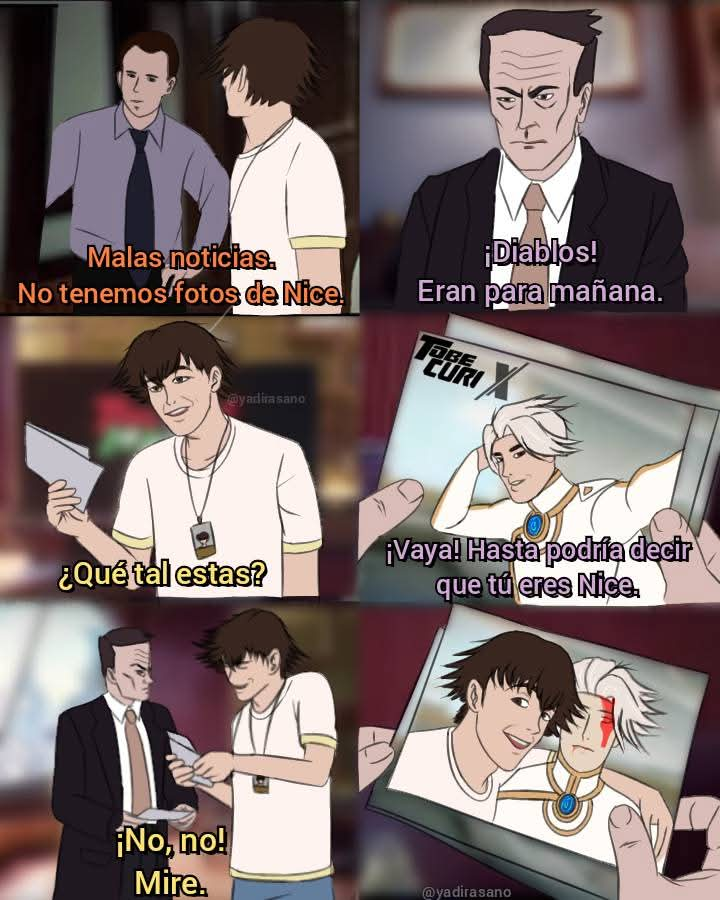 Malas noticias.
No tenemos fotos de Nice.
¡Diablos!
Eran para mañana.
@yadirasano
¿Qué tal estas?
TOBE
CURI X
¡Vaya! Hasta podría decir
que tú eres Nice.
¡No, no!
Mire.
@yadirasano